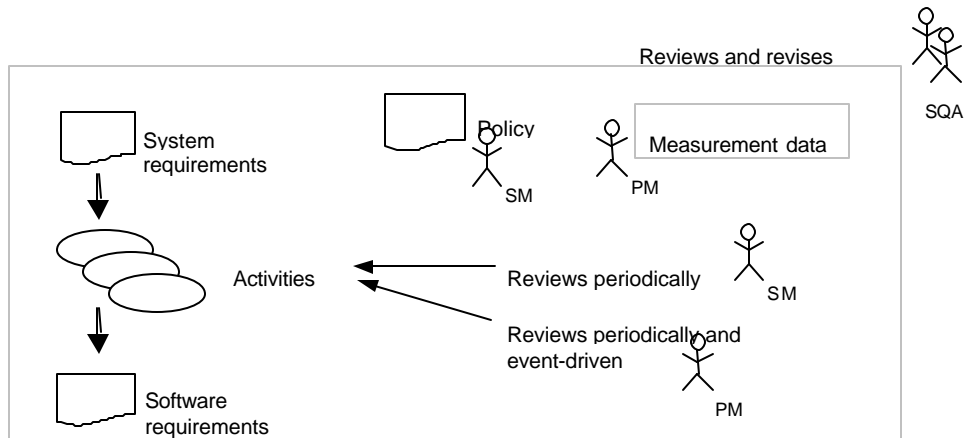 Reviews and revises
SQA
System
requirements
Policy
SM
PM
Measurement data
Activities
Reviews periodically
SM
Reviews periodically and
event-driven
PM
Software
requirements